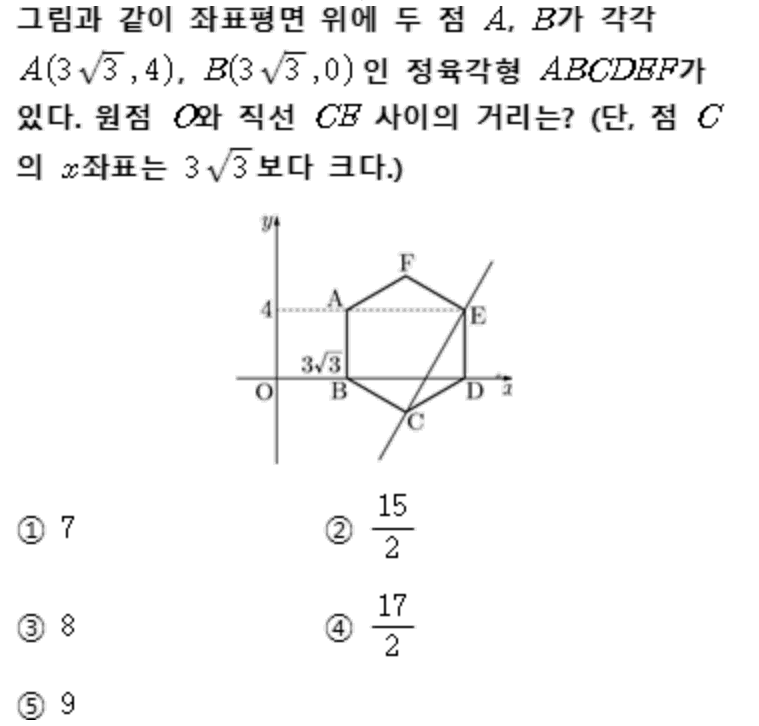 그림과 같이 좌표평면 위에 두 점 A, B가 각각
A(3√3, 4), B(3√3, 0)인 정육각형 ABCDEF가
있다. 원점 O와 직선 CE 사이의 거리는? (단, 점 C
의 x좌표는 3√3보다 크다.)
y
F
A
4
E
3√3
O
B
D
x
C
① 7
② 15/2
③ 8
④ 17/2
⑤ 9